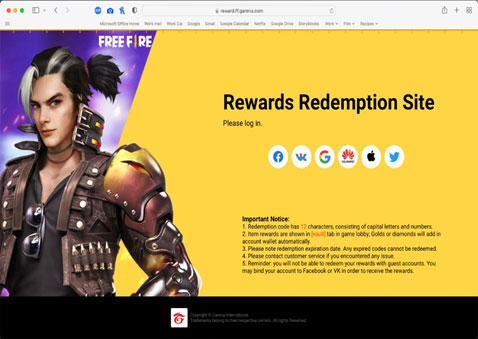 reward.ff.garena.com
Microsoft Office Home Work mail Work Cal Google Gmail Google Calendar Netflix Google Drive Storyblocks Work Film Recipes
FREE FIRE
Rewards Redemption Site
Please log in.
HUAWEI
Important Notice:
1. Redemption code has 12 characters, consisting of capital letters and numbers.
2. Item rewards are shown in [vault] tab in game lobby; Golds or diamonds will add in
account wallet automatically.
3. Please note redemption expiration date. Any expired codes cannot be redeemed.
4. Please contact customer service if you encountered any issue.
5. Reminder: you will not be able to redeem your rewards with guest accounts. You
may bind your account to Facebook or VK in order to receive the rewards.
Copyright © Garena International.
Trademarks belong to their respective owners. All rights Reserved.